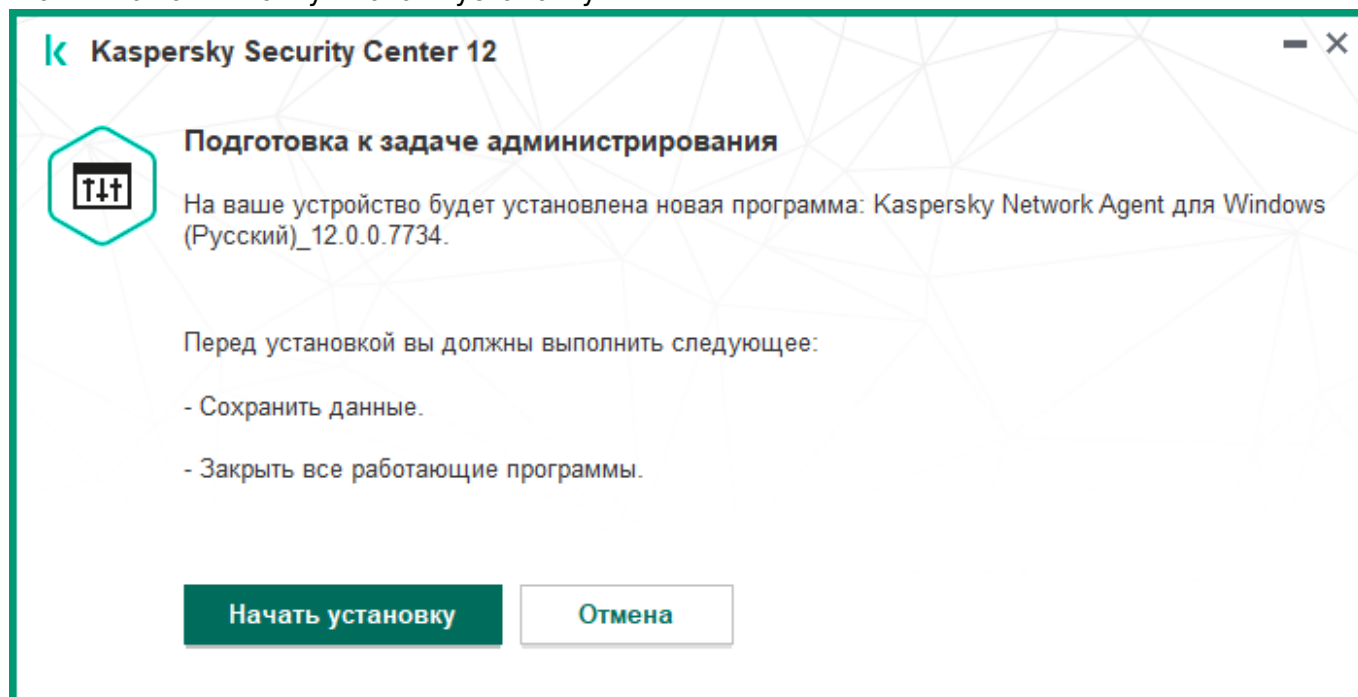 Kaspersky Security Center 12
Подготовка к задаче администрирования
На ваше устройство будет установлена новая программа: Kaspersky Network Agent для Windows
(Русский)_12.0.0.7734.
Перед установкой вы должны выполнить следующее:
- Сохранить данные.
- Закрыть все работающие программы.
Начать установку
Отмена